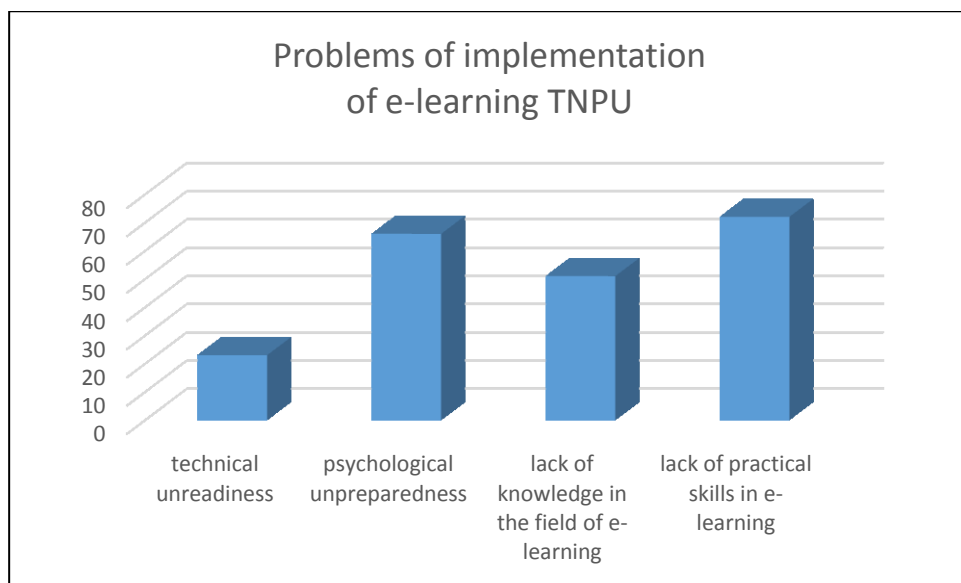 Problems of implementation
of e-learning TNPU
80
70
60
50
40
30
20
10
0
technical
unreadiness
psychological
unpreparedness
lack of
knowledge in
the field of e-
learning
lack of practical
skills in e-
learning